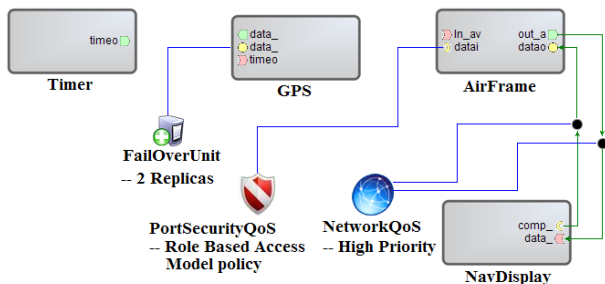 timeo
Timer
data_
data_
timeo
GPS
In_av
datai
out_a
datao
AirFrame
FailOverUnit
-- 2 Replicas
PortSecurityQoS
-- Role Based Access
Model policy
NetworkQoS
-- High Priority
comp_
data_
NavDisplay